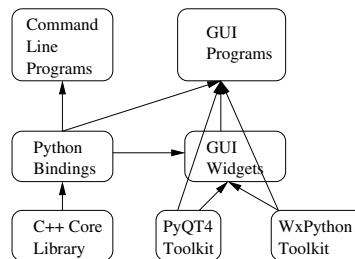 Command
Line
Programs
GUI
Programs
Python
Bindings
GUI
Widgets
C++ Core
Library
PyQT4
Toolkit
WxPython
Toolkit